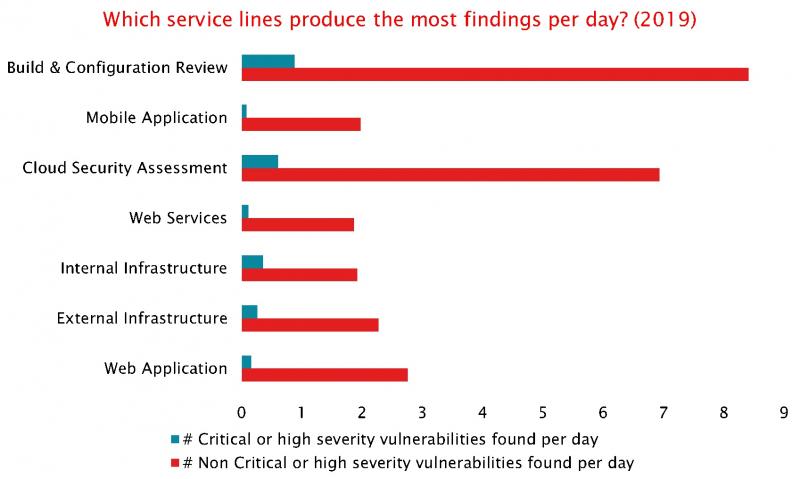 Which service lines produce the most findings per day? (2019)
Build & Configuration Review
Mobile Application
Cloud Security Assessment
Web Services
Internal Infrastructure
External Infrastructure
Web Application
0 1 2 3 4 5 6 7 8 9
# Critical or high severity vulnerabilities found per day
# Non Critical or high severity vulnerabilities found per day